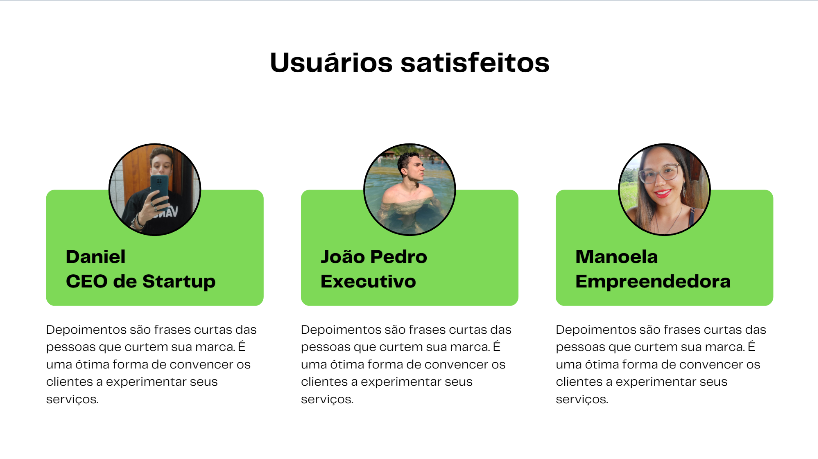 Usuários satisfeitos
Daniel
CEO de Startup
Depoimentos são frases curtas das
pessoas que curtem sua marca. É
uma ótima forma de convencer os
clientes a experimentar seus
serviços.
João Pedro
Executivo
Depoimentos são frases curtas das
pessoas que curtem sua marca. É
uma ótima forma de convencer os
clientes a experimentar seus
serviços.
Manoela
Empreendedora
Depoimentos são frases curtas das
pessoas que curtem sua marca. É
uma ótima forma de convencer os
clientes a experimentar seus
serviços.